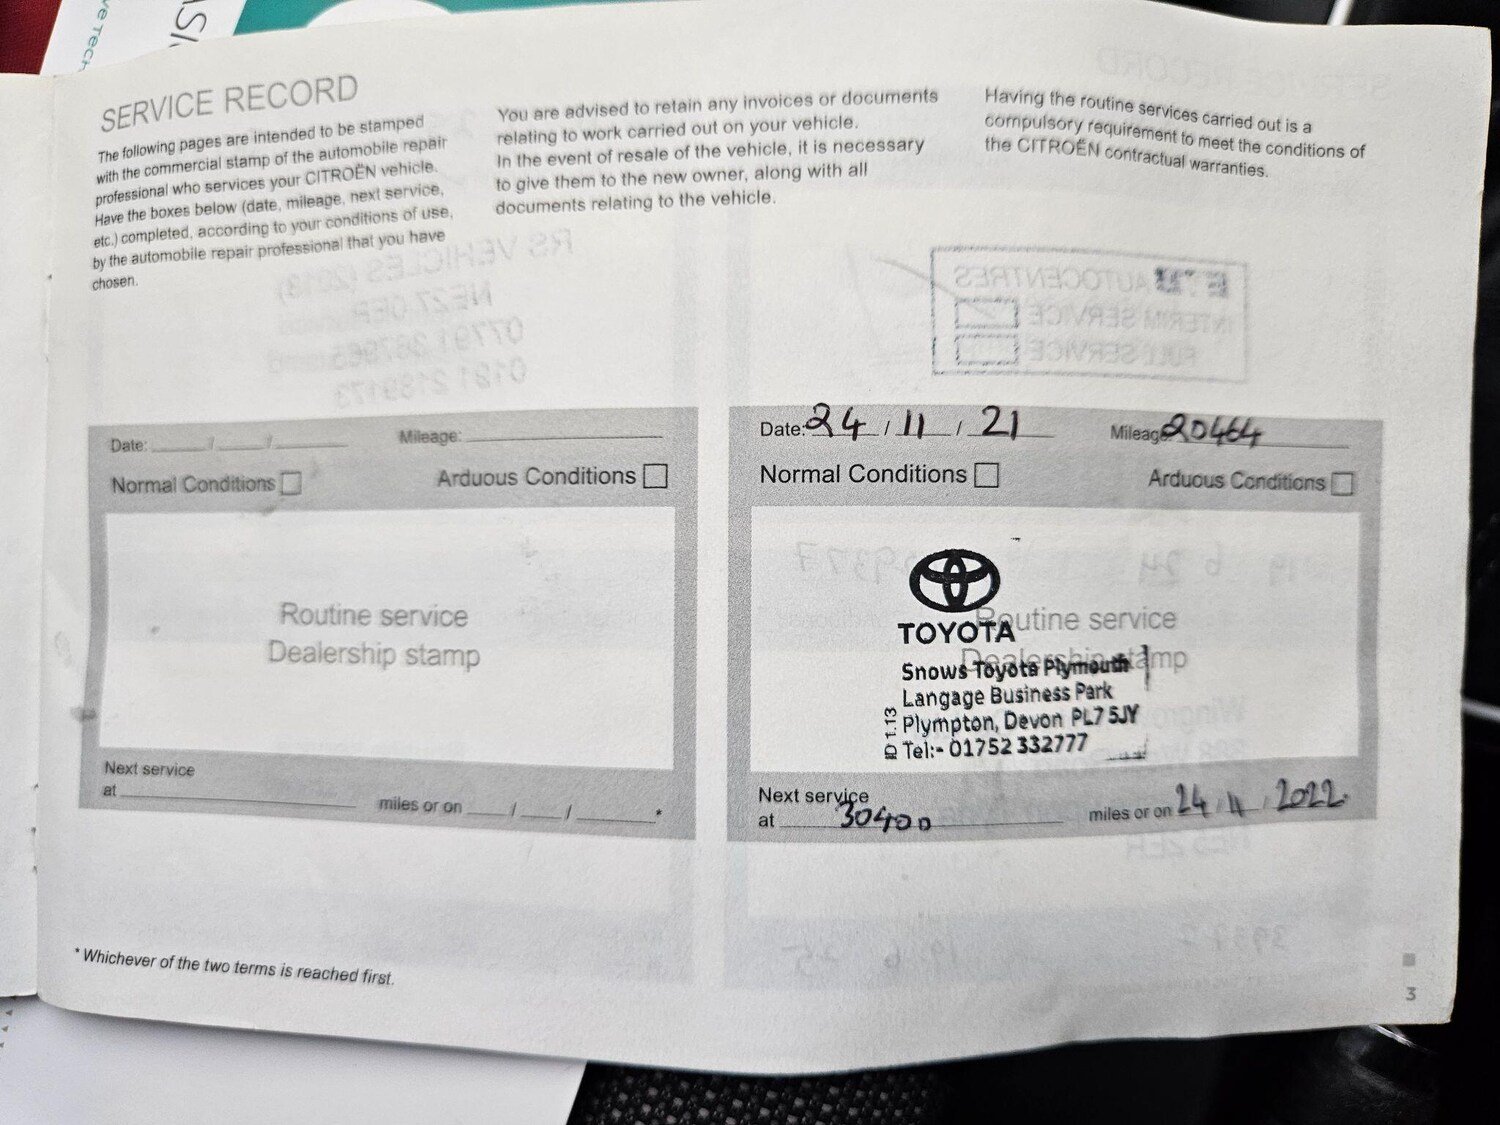 SERVICE RECORD
The following pages are intended to be stamped
with the commercial stamp of the automobile repair
professional who services your CITROËN vehicle.
Have the boxes below (date, mileage, next service,
etc.) completed, according to your conditions of use,
by the automobile repair professional that you have
chosen.
You are advised to retain any invoices or documents
relating to work carried out on your vehicle.
In the event of resale of the vehicle, it is necessary
to give them to the new owner, along with all
documents relating to the vehicle.
Having the routine services carried out is a
compulsory requirement to meet the conditions of
the CITROËN contractual warranties.
Date: / /
Mileage:
Normal Conditions
Arduous Conditions
Routine service
Dealership stamp
Next service
at miles or on / / *
Date: 24 / 11 / 21
Mileage 20464
Normal Conditions
Arduous Conditions
Routine service
Dealership stamp
TOYOTA
Snows Toyota Plymouth
Langage Business Park
Plympton, Devon PL7 5JY
Tel:- 01752 332777
RD 1.13
Next service
at 30400 miles or on 24 / 11 / 2022
* Whichever of the two terms is reached first.
3